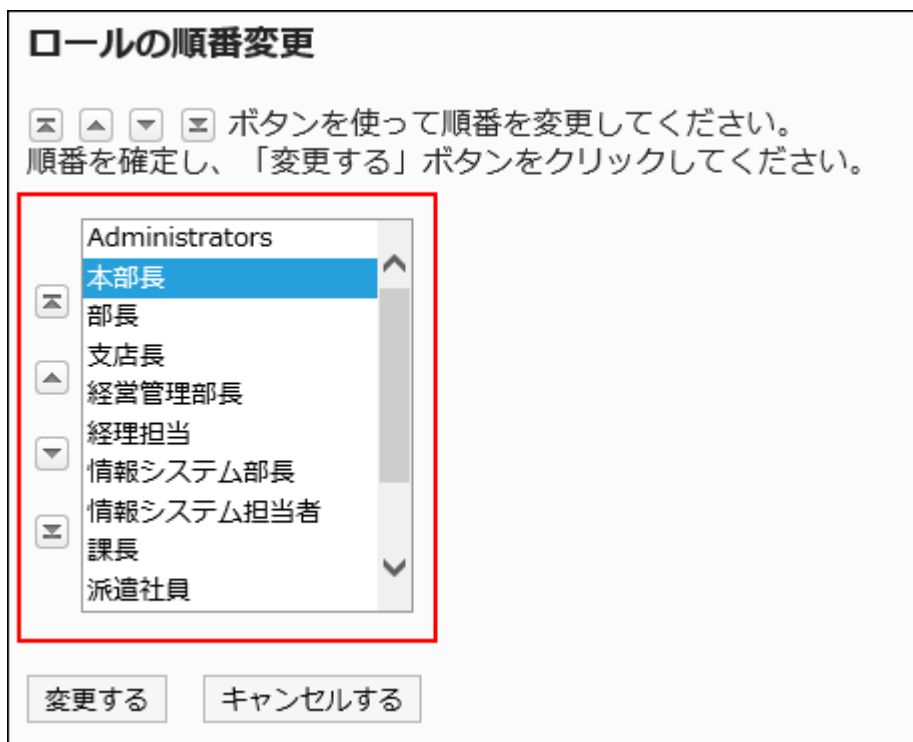 ロールの順番変更
ボタンを使って順番を変更してください。
順番を確定し、「変更する」ボタンをクリックしてください。
Administrators
本部長
部長
支店長
経営管理部長
経理担当
情報システム部長
情報システム担当者
課長
派遣社員
変更する
キャンセルする